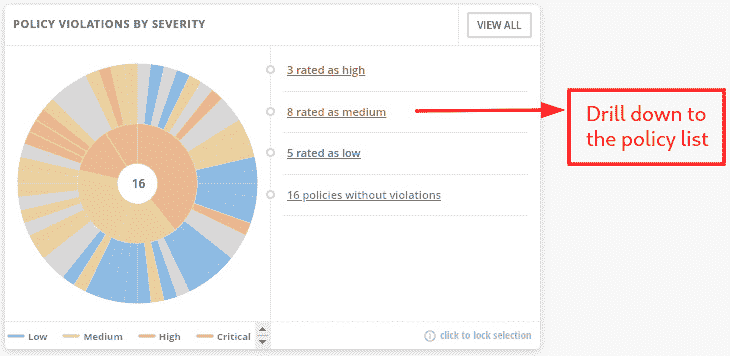 POLICY VIOLATIONS BY SEVERITY
VIEW ALL
3 rated as high
8 rated as medium
5 rated as low
16 policies without violations
16
Drill down to
the policy list
Low Medium High Critical
click to lock selection